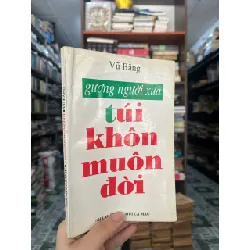 Vũ Bằng
gương người xưa
túi
khôn
muôn
đời